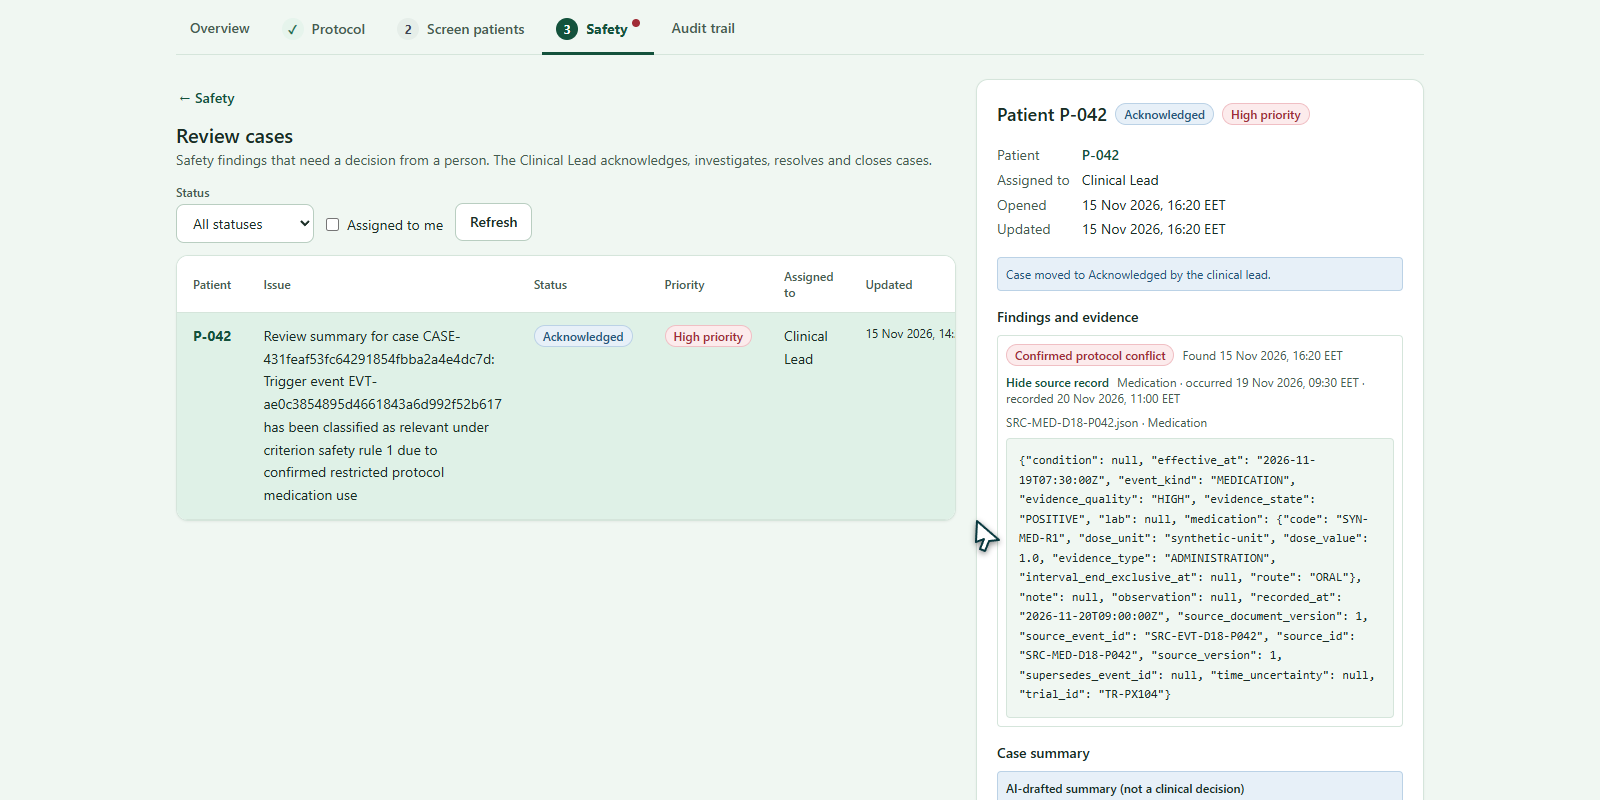 Overview
✓ Protocol
2 Screen patients
3 Safety
Audit trail
← Safety
Review cases
Safety findings that need a decision from a person. The Clinical Lead acknowledges, investigates, resolves and closes cases.
Status
All statuses
Assigned to me
Refresh
Patient Issue Status Priority Assigned to Updated
P-042
Review summary for case CASE-
431feaf53fc64291854fbba2a4e4dc7d:
Trigger event EVT-
ae0c3854895d4661843a6d992f52b617
has been classified as relevant under
criterion safety rule 1 due to
confirmed restricted protocol
medication use
Acknowledged
High priority
Clinical
Lead
15 Nov 2026, 14:
Patient P-042 Acknowledged High priority
Patient P-042
Assigned to Clinical Lead
Opened 15 Nov 2026, 16:20 EET
Updated 15 Nov 2026, 16:20 EET
Case moved to Acknowledged by the clinical lead.
Findings and evidence
Confirmed protocol conflict Found 15 Nov 2026, 16:20 EET
Hide source record Medication · occurred 19 Nov 2026, 09:30 EET ·
recorded 20 Nov 2026, 11:00 EET
SRC-MED-D18-P042.json · Medication
{"condition": null, "effective_at": "2026-11-
19T07:30:00Z", "event_kind": "MEDICATION",
"evidence_quality": "HIGH", "evidence_state":
"POSITIVE", "lab": null, "medication": {"code": "SYN-
MED-R1", "dose_unit": "synthetic-unit", "dose_value":
1.0, "evidence_type": "ADMINISTRATION",
"interval_end_exclusive_at": null, "route": "ORAL"},
"note": null, "observation": null, "recorded_at":
"2026-11-20T09:00:00Z", "source_document_version": 1,
"source_event_id": "SRC-EVT-D18-P042", "source_id":
"SRC-MED-D18-P042", "source_version": 1,
"supersedes_event_id": null, "time_uncertainty": null,
"trial_id": "TR-PX104"}
Case summary
AI-drafted summary (not a clinical decision)